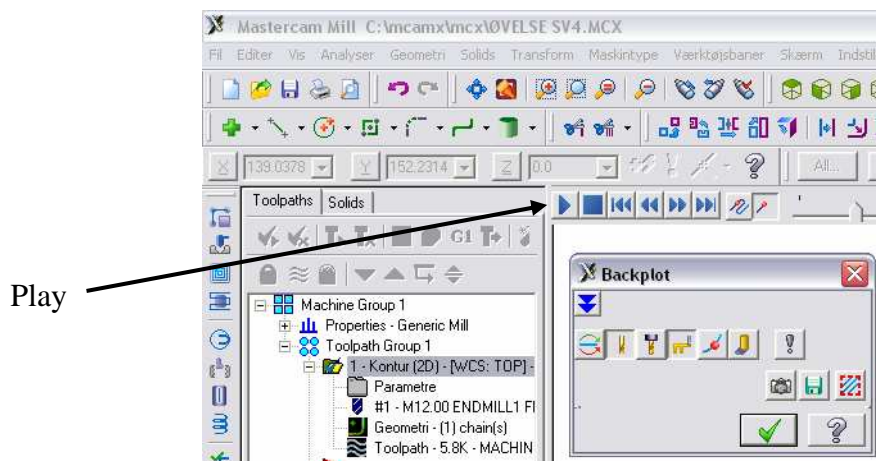 Mastercam Mill C:\mcamx\mcx\ØVELSE SV4.MCX
Fil Editer Vis Analyser Geometri Solids Transform Maskintype Værktøjsbaner Skærm Indstil
X 139.0378 Y 152.2314 Z 0.0 All...
Toolpaths Solids
G1
Play
Backplot
Machine Group 1
Properties - Generic Mill
Toolpath Group 1
1 - Kontur (2D) - [WCS: TOP] -
Parametre
#1 - M12.00 ENDMILL1 FL
Geometri - (1) chain(s)
Toolpath - 5.8K - MACHIN